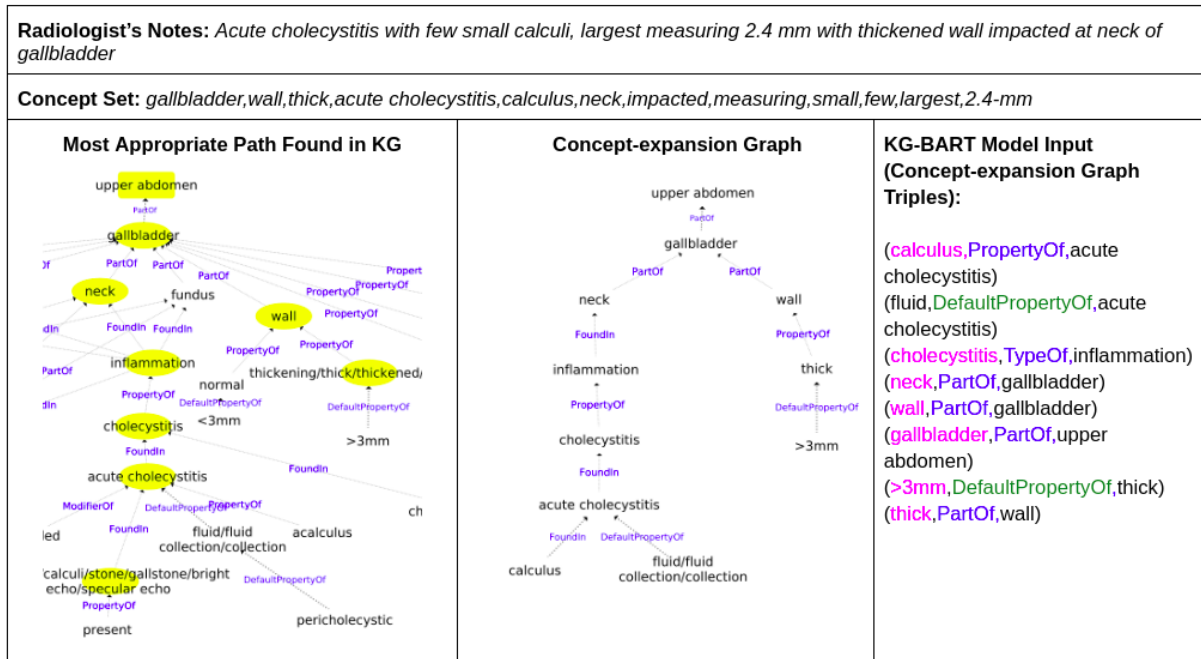 Radiologist's Notes: Acute cholecystitis with few small calculi, largest measuring 2.4 mm with thickened wall impacted at neck of
gallbladder
Concept Set: gallbladder,wall,thick,acute cholecystitis,calculus,neck,impacted,measuring,small,few,largest,2.4-mm
Most Appropriate Path Found in KG
upper abdomen
PartOf
gallbladder
PartOf
PartOf
PartOf
PropertyOf
neck
fundus
wall
FoundIn
FoundIn
inflammation
PartOf
PropertyOf
PropertyOf
thickening/thick/thickened/
normal
PropertyOf
DefaultPropertyOf
<3mm
DefaultPropertyOf
>3mm
cholecystitis
FoundIn
FoundIn
acute cholecystitis
ModifierOf
DefaultPropertyOf
PropertyOf
FoundIn
fluid/fluid
collection/collection
acalculus
/calculi/stone/gallstone/bright
echo/specular echo
DefaultPropertyOf
PropertyOf
present
pericholecystic
Concept-expansion Graph
upper abdomen
PartOf
gallbladder
PartOf
PartOf
neck
wall
FoundIn
PropertyOf
inflammation
thick
PropertyOf
DefaultPropertyOf
cholecystitis
>3mm
FoundIn
acute cholecystitis
FoundIn
DefaultPropertyOf
calculus
fluid/fluid
collection/collection
KG-BART Model Input
(Concept-expansion Graph
Triples):
(calculus,PropertyOf,acute
cholecystitis)
(fluid,DefaultPropertyOf,acute
cholecystitis)
(cholecystitis,TypeOf,inflammation)
(neck,PartOf,gallbladder)
(wall,PartOf,gallbladder)
(gallbladder,PartOf,upper
abdomen)
(>3mm,DefaultPropertyOf,thick)
(thick,PartOf,wall)